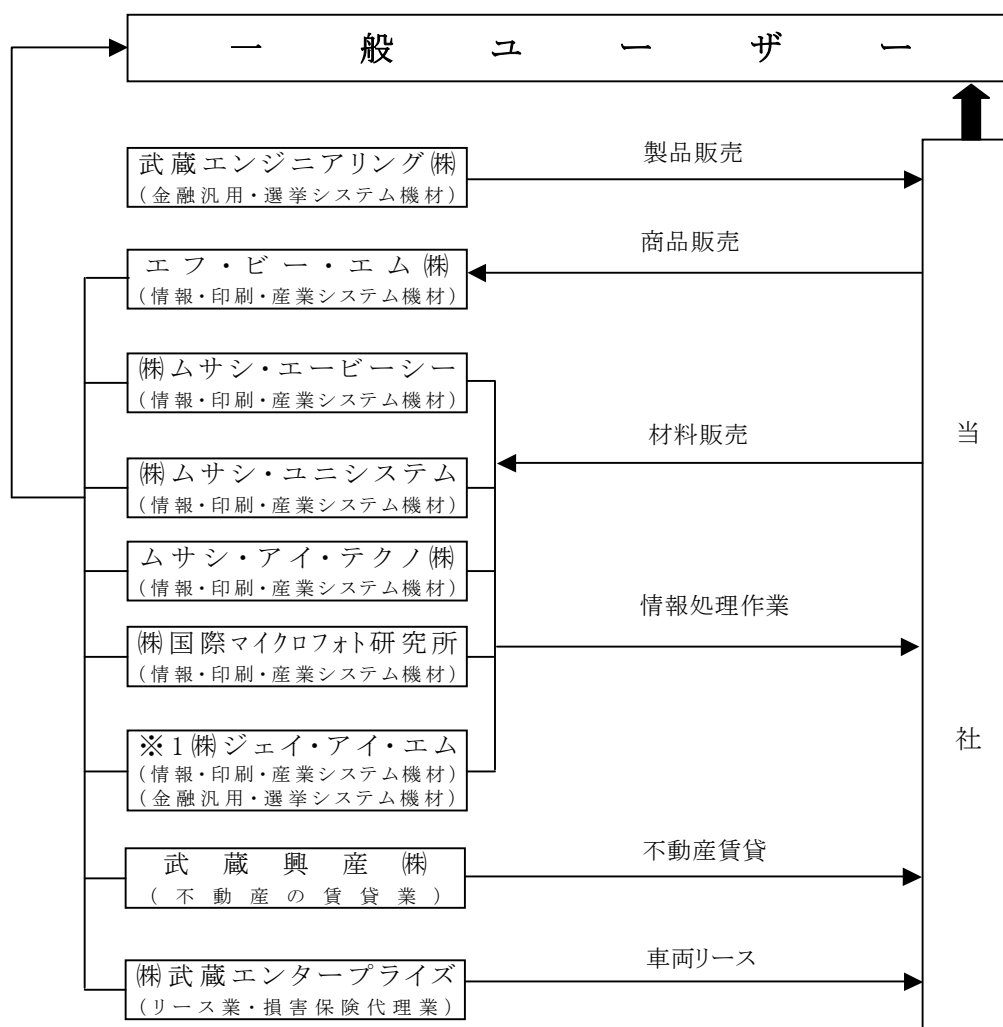 一般ユーザー
武蔵エンジニアリング㈱
(金融汎用・選挙システム機材)
製品販売
エフ・ビー・エム㈱
(情報・印刷・産業システム機材)
商品販売
㈱ムサシ・エービーシー
(情報・印刷・産業システム機材)
材料販売
㈱ムサシ・ユニシステム
(情報・印刷・産業システム機材)
ムサシ・アイ・テクノ㈱
(情報・印刷・産業システム機材)
情報処理作業
㈱国際マイクロフォト研究所
(情報・印刷・産業システム機材)
※1㈱ジェイ・アイ・エム
(情報・印刷・産業システム機材)
(金融汎用・選挙システム機材)
武蔵興産㈱
(不動産の賃貸業)
不動産賃貸
㈱武蔵エンタープライズ
(リース業・損害保険代理業)
車両リース
当
社